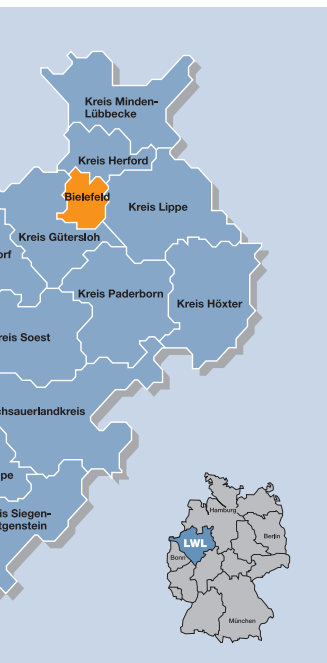 Kreis Minden-
Lübbecke
Kreis Herford
Bielefeld
Kreis Lippe
Kreis Gütersloh
orf
Kreis Paderborn
Kreis Höxter
reis Soest
chsauerlandkreis
pe
is Siegen-
tgenstein
Hamburg
Berlin
LWL
Bonn
München